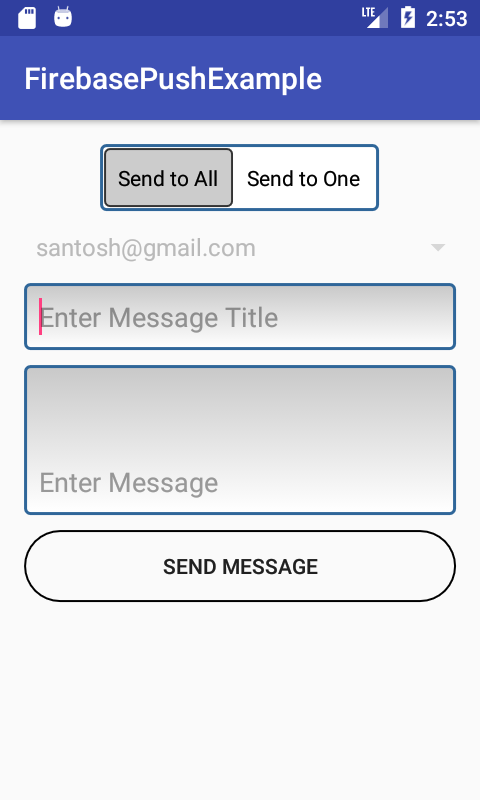 LTE 2:53
FirebasePushExample
Send to All Send to One
santosh@gmail.com
Enter Message Title
Enter Message
SEND MESSAGE